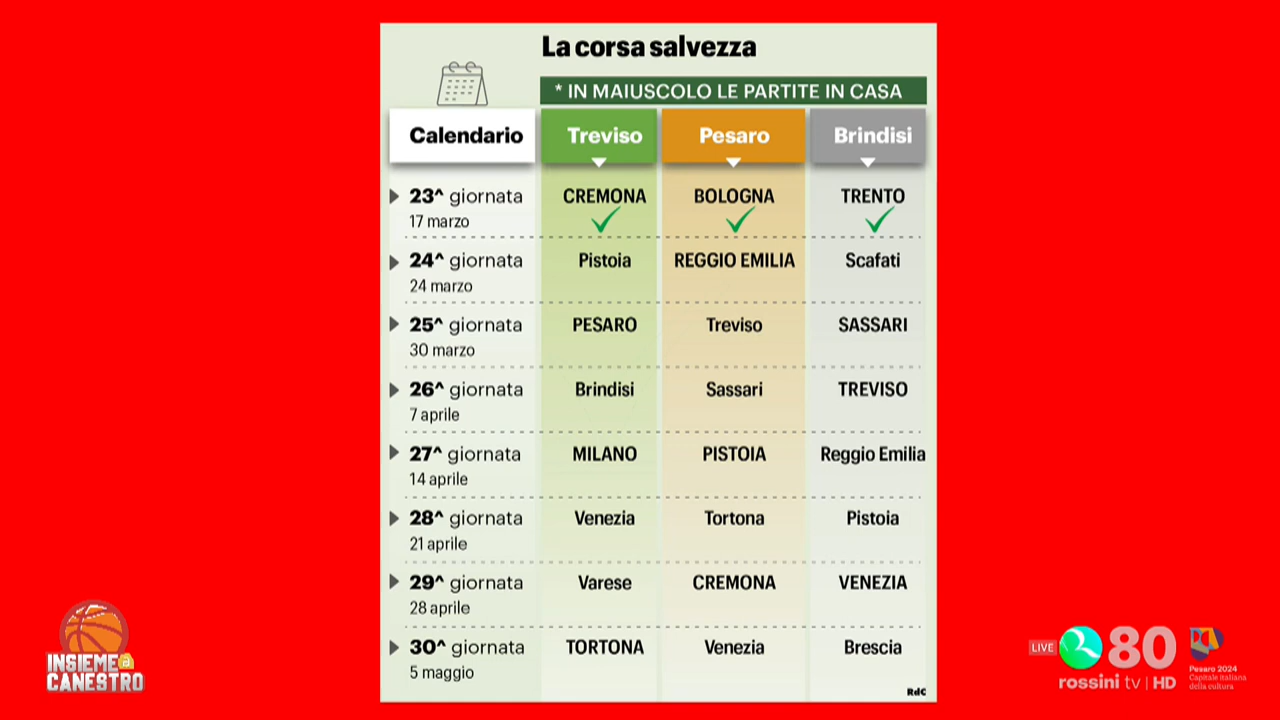 La corsa salvezza
* IN MAIUSCOLO LE PARTITE IN CASA
Calendario Treviso Pesaro Brindisi
23^ giornata CREMONA BOLOGNA TRENTO
17 marzo
24^ giornata Pistoia REGGIO EMILIA Scafati
24 marzo
25^ giornata PESARO Treviso SASSARI
30 marzo
26^ giornata Brindisi Sassari TREVISO
7 aprile
27^ giornata MILANO PISTOIA Reggio Emilia
14 aprile
28^ giornata Venezia Tortona Pistoia
21 aprile
29^ giornata Varese CREMONA VENEZIA
28 aprile
30^ giornata TORTONA Venezia Brescia
5 maggio
RdC
INSIEME a
CANESTRO
LIVE 80
rossini tv | HD
Pesaro 2024
Capitale italiana
della cultura